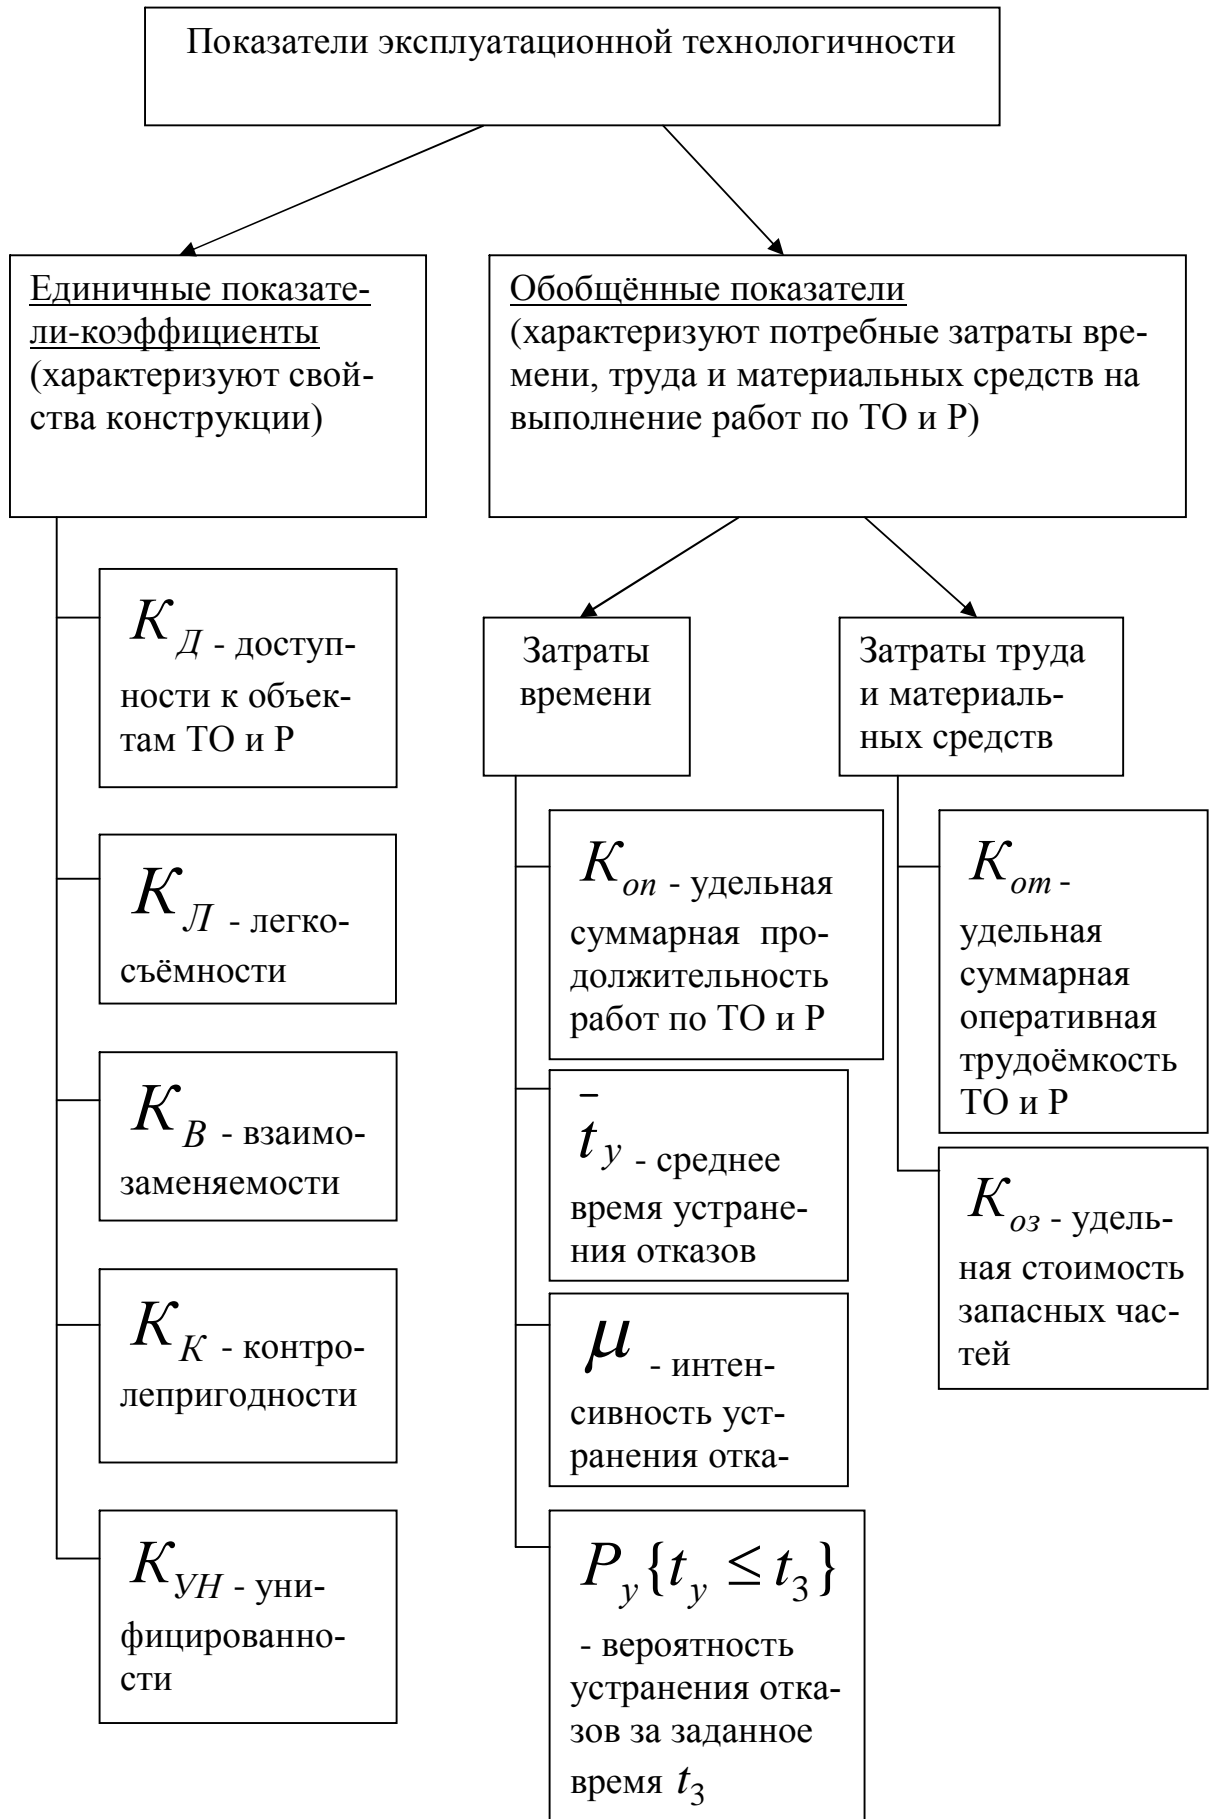 Показатели эксплуатационной технологичности
Единичные показате-
ли-коэффициенты
(характеризуют свой-
ства конструкции)
Обобщённые показатели
(характеризуют потребные затраты вре-
мени, труда и материальных средств на
выполнение работ по ТО и Р)
К_Д - доступ-
ности к объек-
там ТО и Р
К_Л - легко-
съёмности
К_В - взаимо-
заменяемости
К_К - контро-
лепригодности
К_УН - уни-
фицированно-
сти
Затраты
времени
К_оп - удельная
суммарная про-
должительность
работ по ТО и Р
t̄_у - среднее
время устране-
ния отказов
μ - интен-
сивность уст-
ранения отка-
P_y{t_y ≤ t_3}
- вероятность
устранения отка-
зов за заданное
время t_3
Затраты труда
и материаль-
ных средств
К_от -
удельная
суммарная
оперативная
трудоёмкость
ТО и Р
К_оз - удель-
ная стоимость
запасных час-
тей